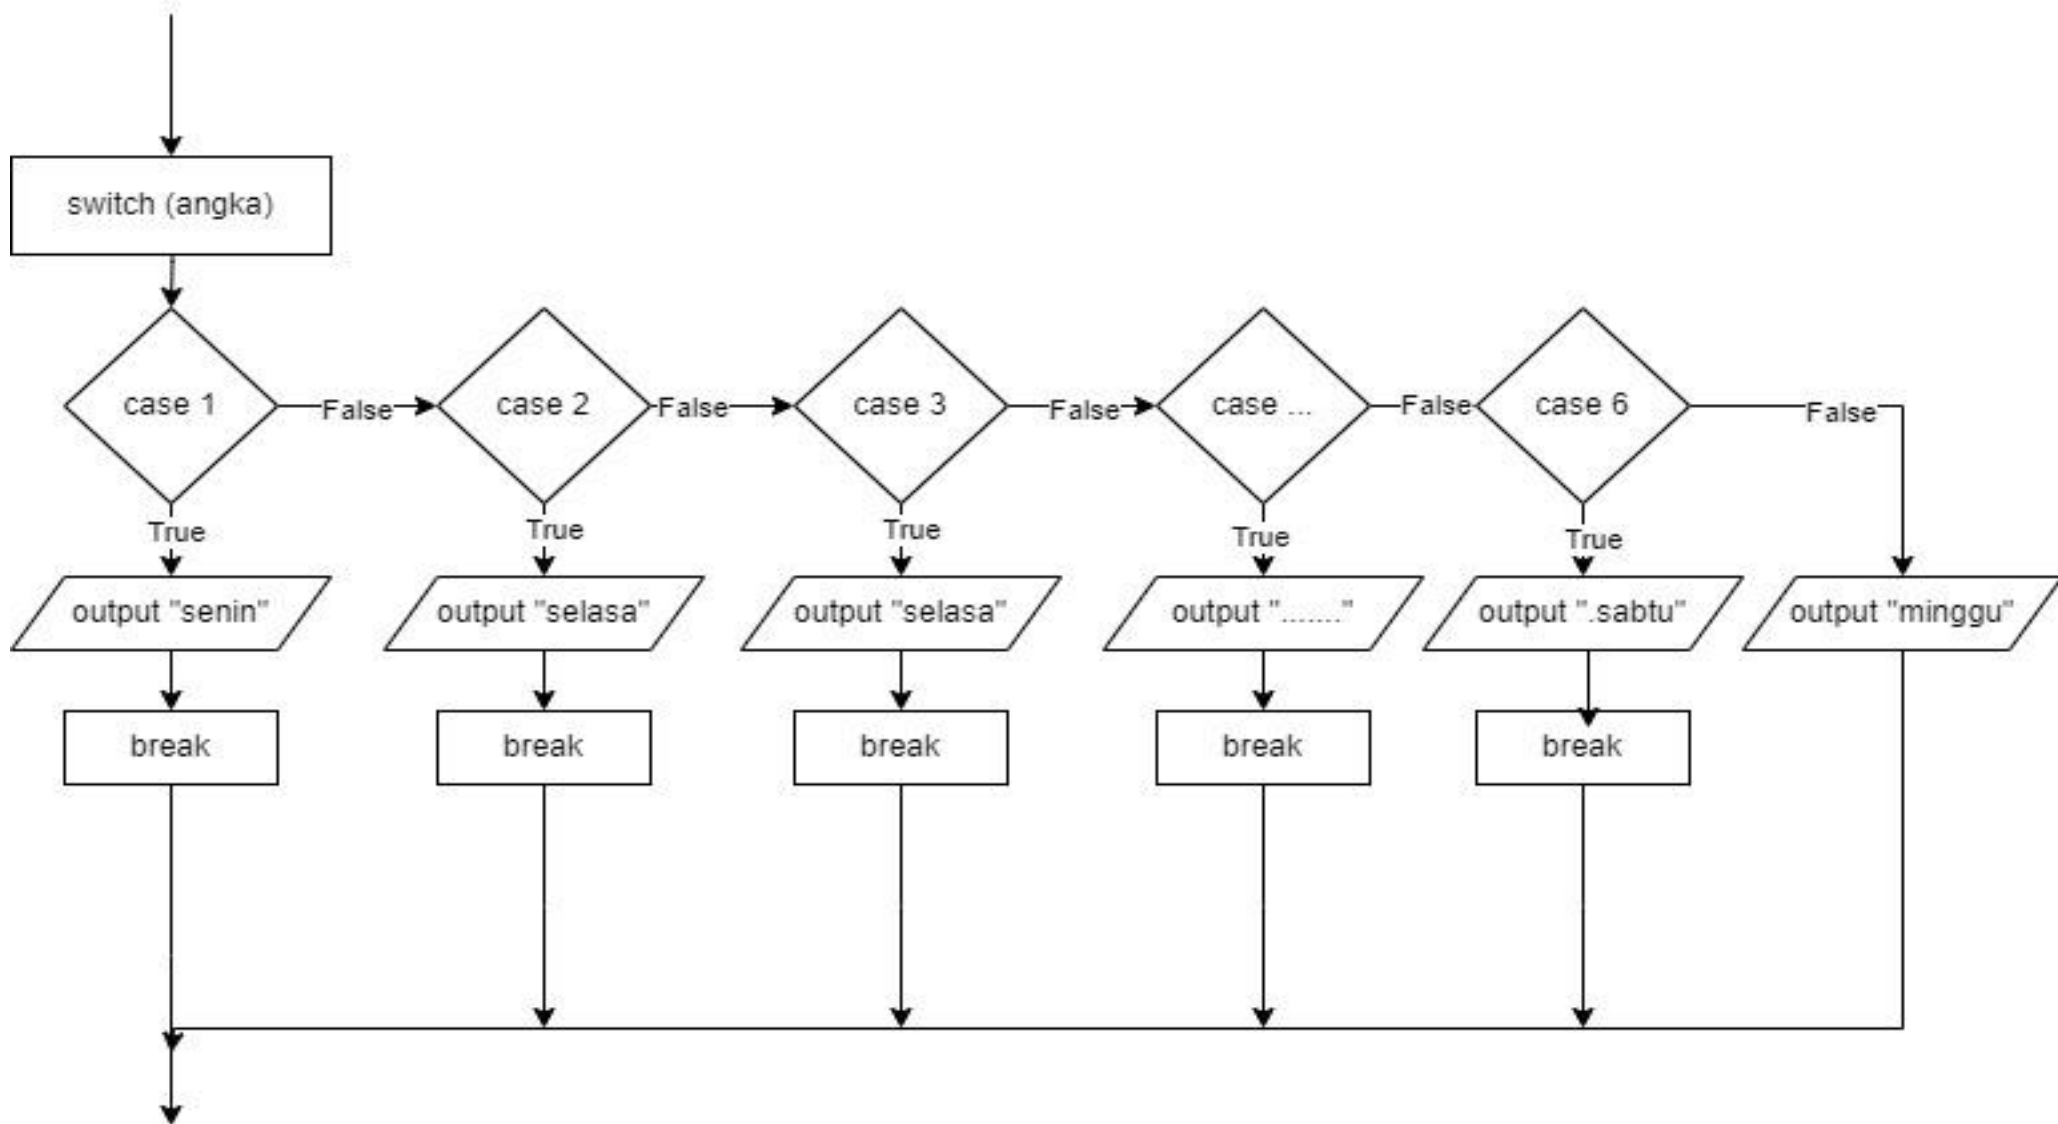 switch (angka)
case 1
False
case 2
False
case 3
False
case ...
False
case 6
False
True
True
True
True
True
output "senin"
output "selasa"
output "selasa"
output "......."
output ".sabtu"
output "minggu"
break
break
break
break
break